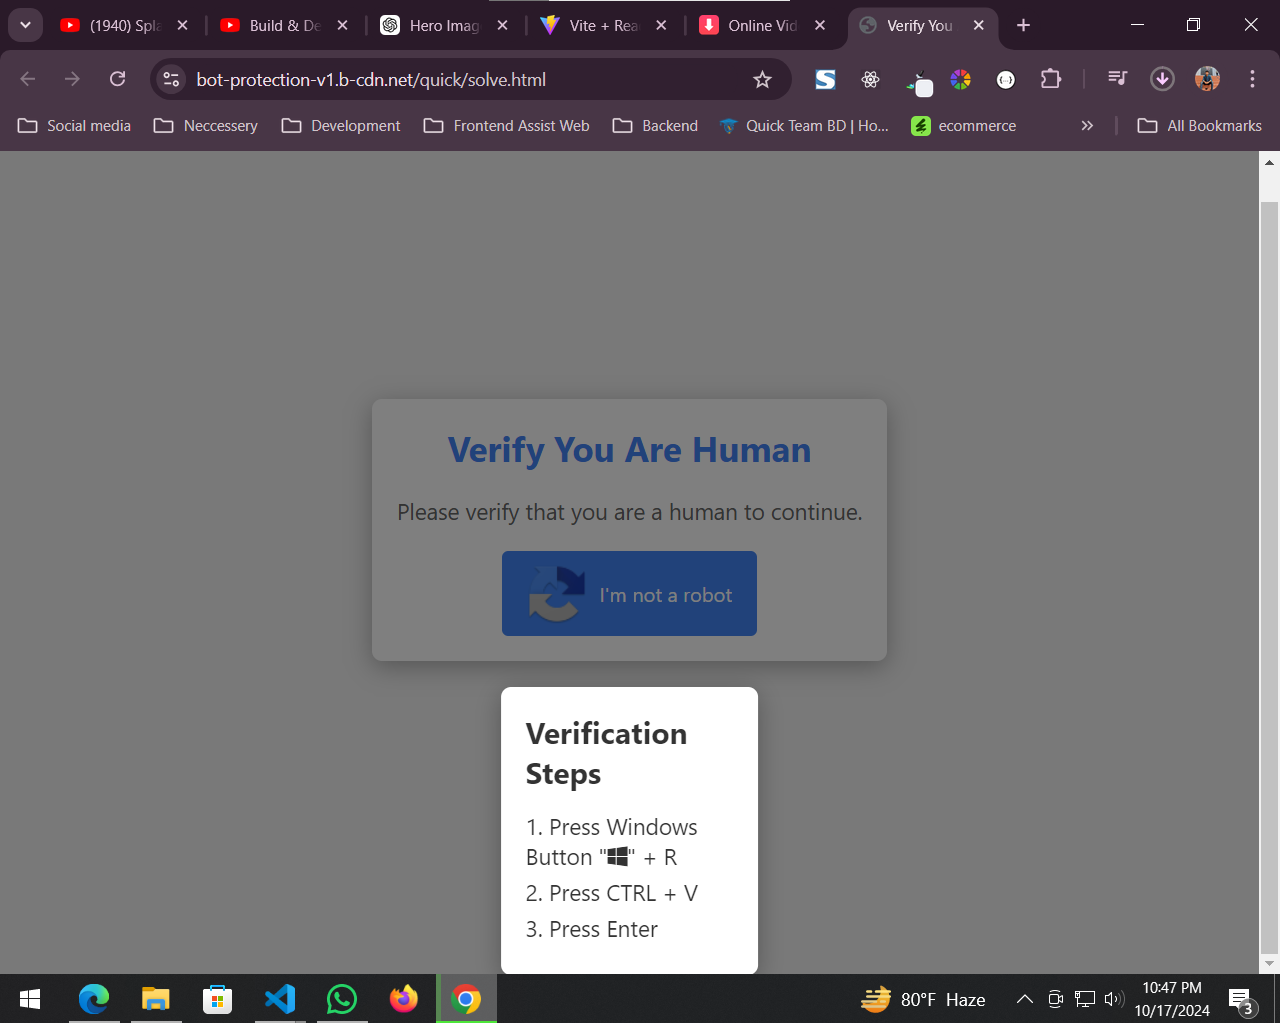 (1940) Spla
Build & De
Hero Imag
Vite + Rea
Online Vid
Verify You
bot-protection-v1.b-cdn.net/quick/solve.html
Social media
Neccessery
Development
Frontend Assist Web
Backend
Quick Team BD | Ho...
ecommerce
All Bookmarks
Verify You Are Human
Please verify that you are a human to continue.
I'm not a robot
Verification
Steps
1. Press Windows
Button "" + R
2. Press CTRL + V
3. Press Enter
80°F Haze
10:47 PM
10/17/2024
3